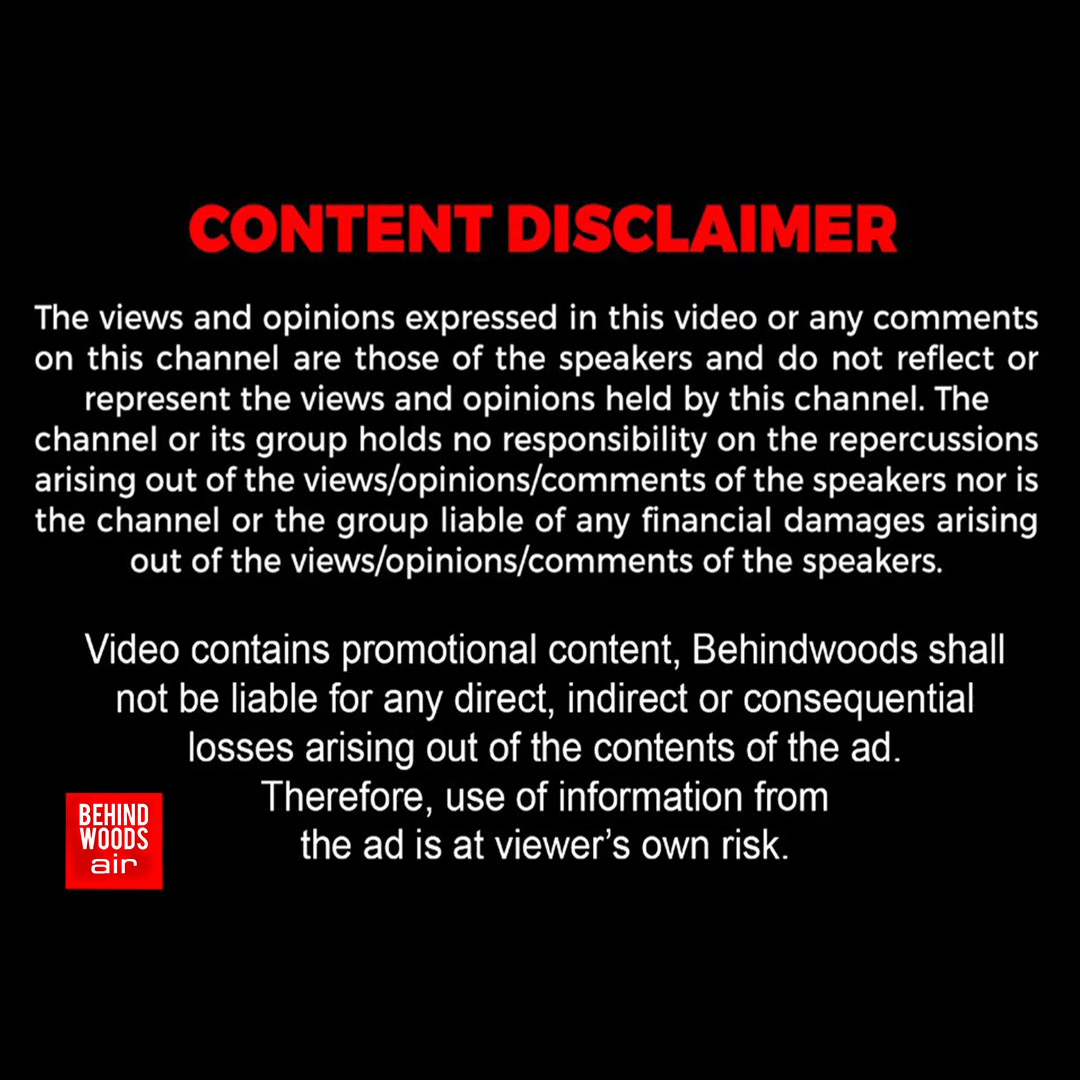 CONTENT DISCLAIMER
The views and opinions expressed in this video or any comments
on this channel are those of the speakers and do not reflect or
represent the views and opinions held by this channel. The
channel or its group holds no responsibility on the repercussions
arising out of the views/opinions/comments of the speakers nor is
the channel or the group liable of any financial damages arising
out of the views/opinions/comments of the speakers.
Video contains promotional content, Behindwoods shall
not be liable for any direct, indirect or consequential
losses arising out of the contents of the ad.
Therefore, use of information from
the ad is at viewer’s own risk.
BEHIND
WOODS
air